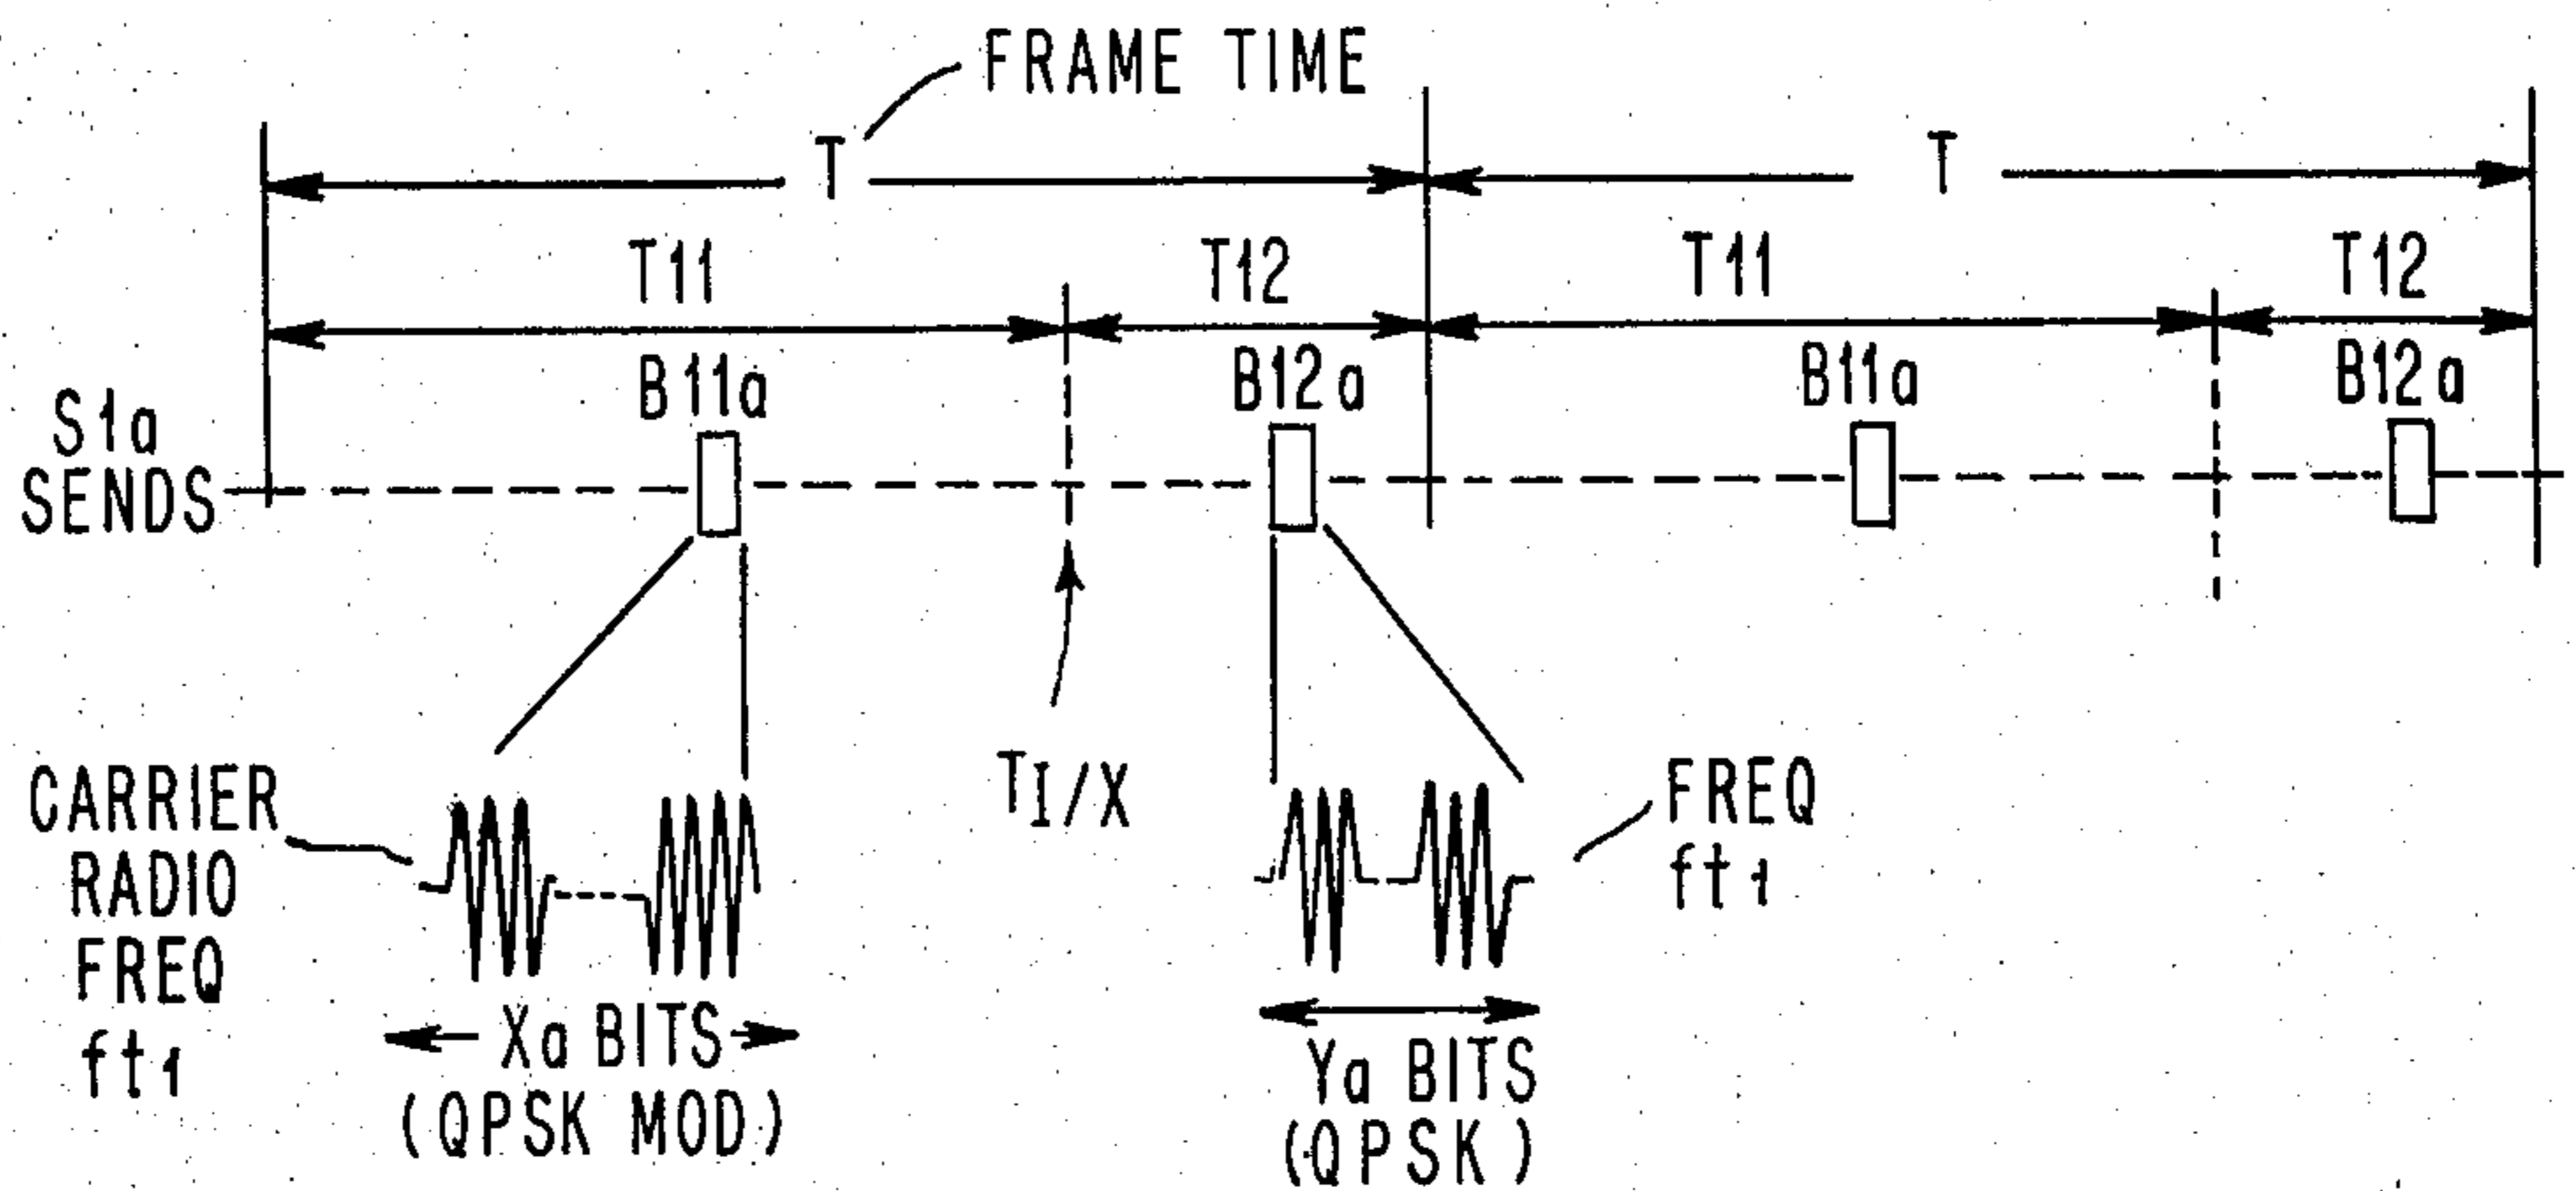 FRAME TIME
T
T
T11
T12
T11
T12
B11a
B12a
B11a
B12a
S1a
SENDS
TI/X
CARRIER
RADIO
FREQ
ft1
FREQ
ft1
Xa BITS
(QPSK MOD)
Ya BITS
(QPSK)